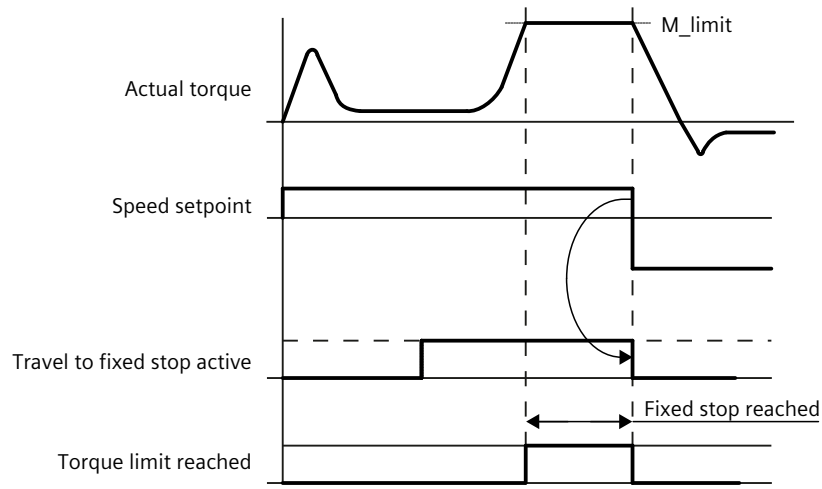 M_limit
Actual torque
Speed setpoint
Travel to fixed stop active
Fixed stop reached
Torque limit reached